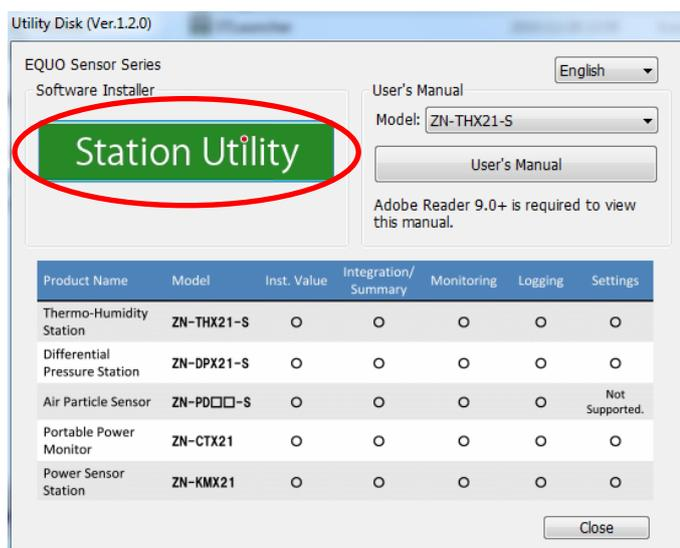 Utility Disk (Ver.1.2.0)
EQUO Sensor Series
English
Software Installer
Station Utility
User's Manual
Model: ZN-THX21-S
User's Manual
Adobe Reader 9.0+ is required to view
this manual.
Product Name Model Inst. Value Integration/ Summary Monitoring Logging Settings
Thermo-Humidity
Station ZN-THX21-S O O O O O
Differential
Pressure Station ZN-DPX21-S O O O O O
Air Particle Sensor ZN-PD□□-S O O O O Not Supported.
Portable Power
Monitor ZN-CTX21 O O O O O
Power Sensor
Station ZN-KMX21 O O O O O
Close